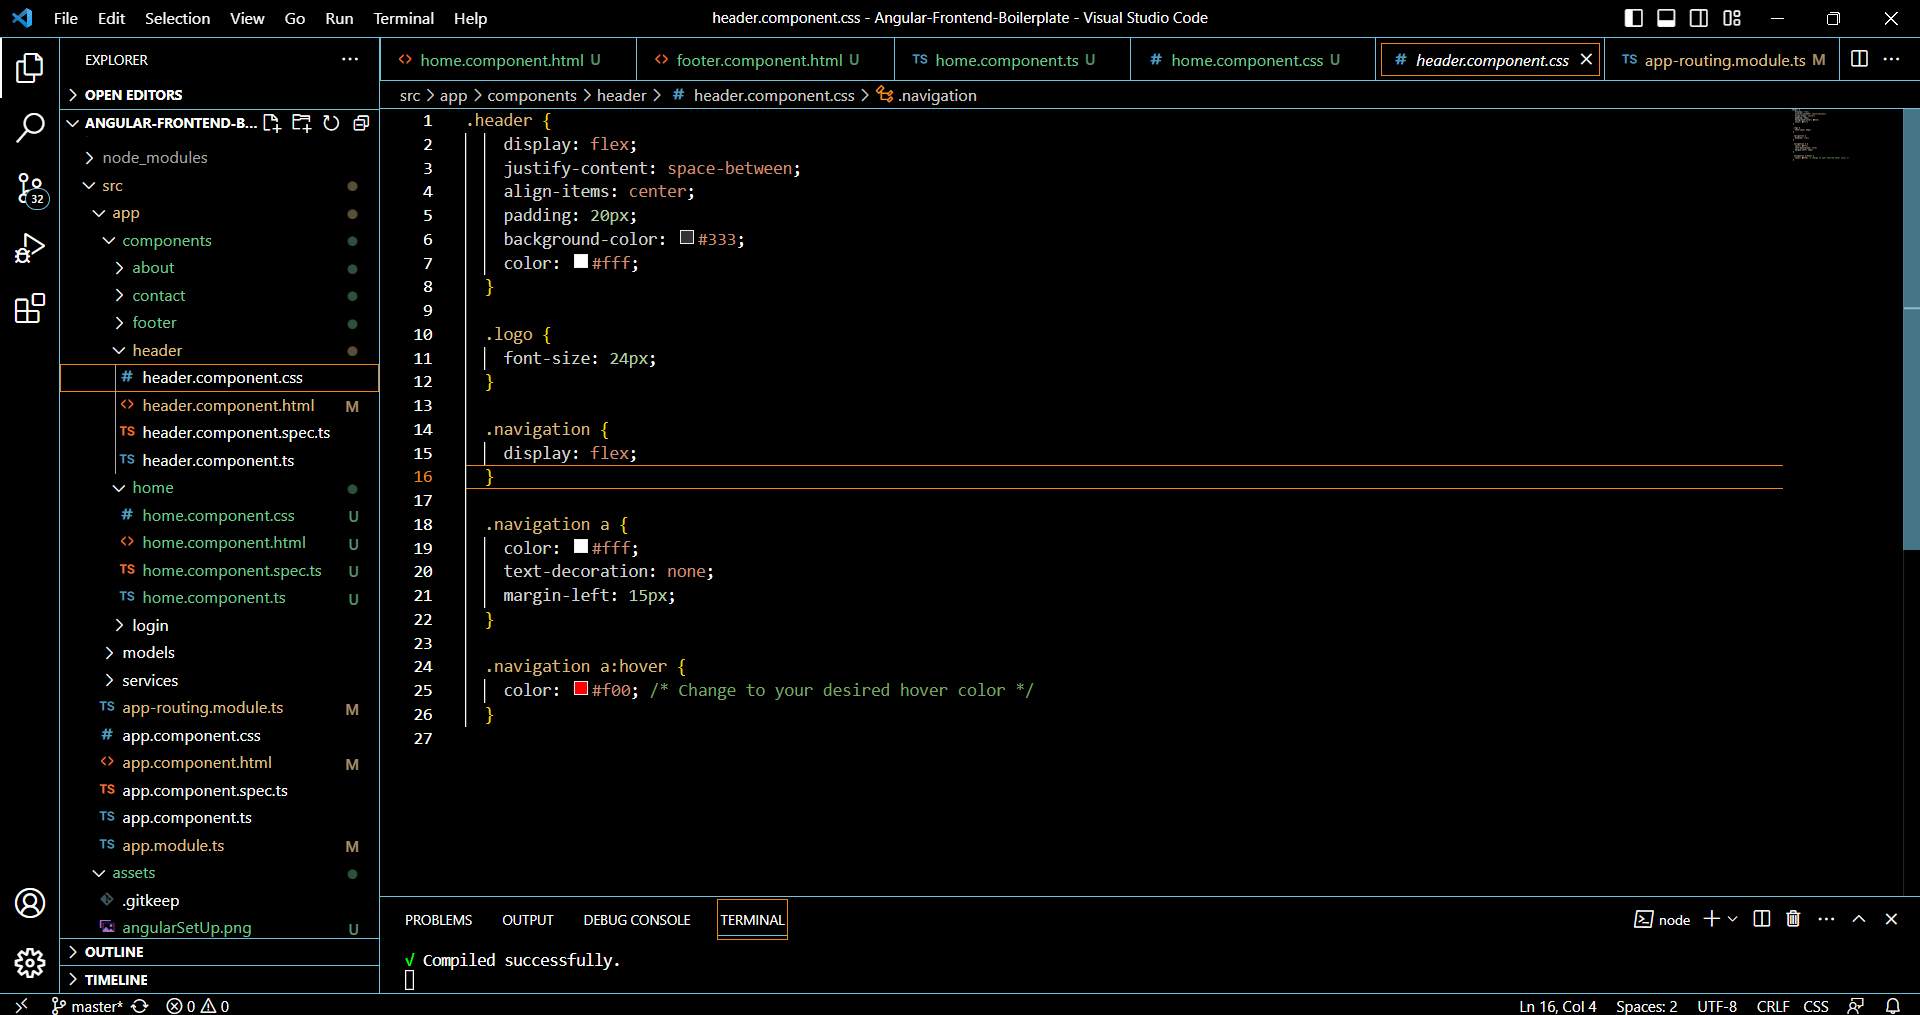 File Edit Selection View Go Run Terminal Help
header.component.css - Angular-Frontend-Boilerplate - Visual Studio Code
EXPLORER
OPEN EDITORS
ANGULAR-FRONTEND-B...
node_modules
src
app
components
about
contact
footer
header
header.component.css
header.component.html M
header.component.spec.ts
header.component.ts
home
home.component.css U
home.component.html U
home.component.spec.ts U
home.component.ts U
login
models
services
app-routing.module.ts M
app.component.css
app.component.html M
app.component.spec.ts
app.component.ts
app.module.ts M
assets
.gitkeep
angularSetUp.png U
OUTLINE
TIMELINE
32
home.component.html U
footer.component.html U
TS home.component.ts U
# home.component.css U
# header.component.css
TS app-routing.module.ts M
src > app > components > header > # header.component.css > .navigation
1 .header {
2 display: flex;
3 justify-content: space-between;
4 align-items: center;
5 padding: 20px;
6 background-color: #333;
7 color: #fff;
8 }
9
10 .logo {
11 font-size: 24px;
12 }
13
14 .navigation {
15 display: flex;
16 }
17
18 .navigation a {
19 color: #fff;
20 text-decoration: none;
21 margin-left: 15px;
22 }
23
24 .navigation a:hover {
25 color: #f00; /* Change to your desired hover color */
26 }
27
PROBLEMS OUTPUT DEBUG CONSOLE TERMINAL
node
√ Compiled successfully.
master* 0 0
Ln 16, Col 4 Spaces: 2 UTF-8 CRLF CSS